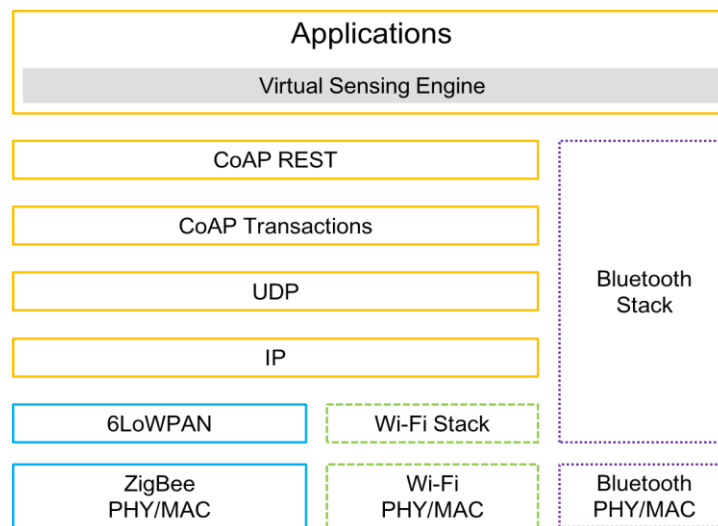 Applications
Virtual Sensing Engine
CoAP REST
CoAP Transactions
UDP
IP
Bluetooth
Stack
6LoWPAN
Wi-Fi Stack
ZigBee
PHY/MAC
Wi-Fi
PHY/MAC
Bluetooth
PHY/MAC